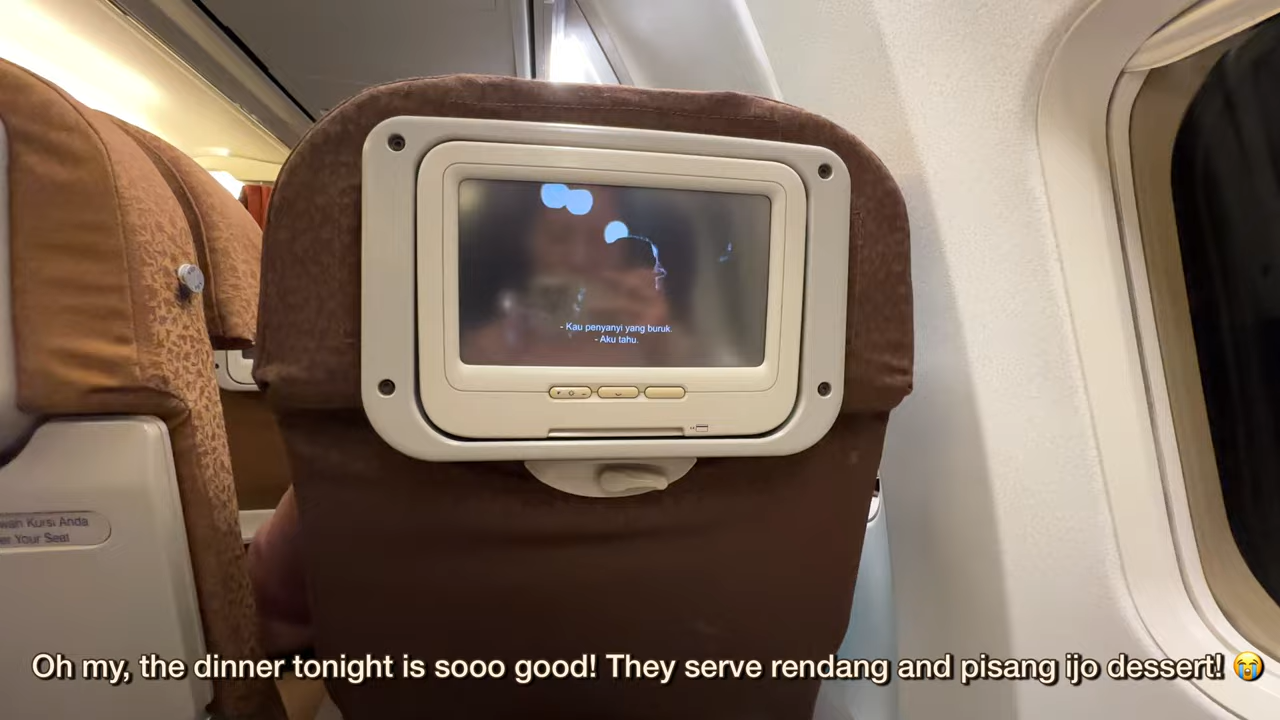 - Kau penyanyi yang buruk.
- Aku tahu.
Kursi Anda
Your Seat
Oh my, the dinner tonight is sooo good! They serve rendang and pisang ijo dessert! 😭